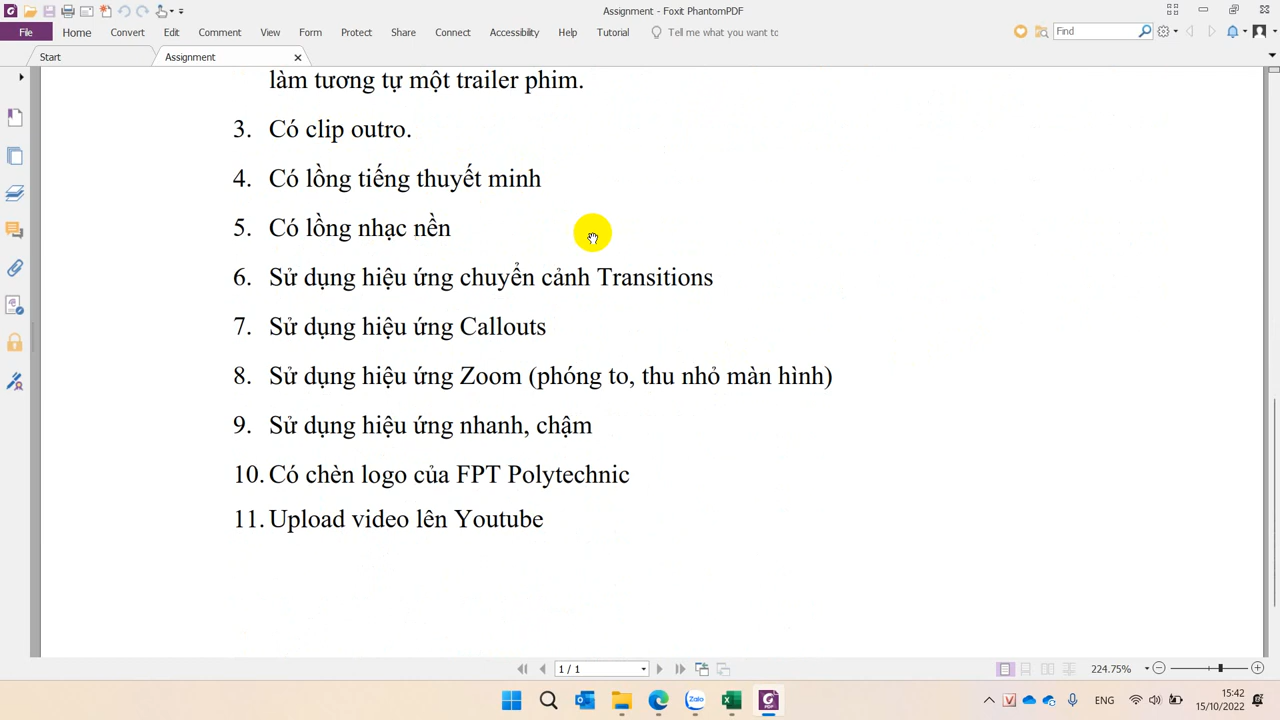 Assignment - Foxit PhantomPDF
File Home Convert Edit Comment View Form Protect Share Connect Accessibility Help Tutorial Tell me what you want to Find
Start Assignment
làm tương tự một trailer phim.
3. Có clip outro.
4. Có lồng tiếng thuyết minh
5. Có lồng nhạc nền
6. Sử dụng hiệu ứng chuyển cảnh Transitions
7. Sử dụng hiệu ứng Callouts
8. Sử dụng hiệu ứng Zoom (phóng to, thu nhỏ màn hình)
9. Sử dụng hiệu ứng nhanh, chậm
10. Có chèn logo của FPT Polytechnic
11. Upload video lên Youtube
1 / 1 224.75%
Zalo PDF ENG 15:42
15/10/2022